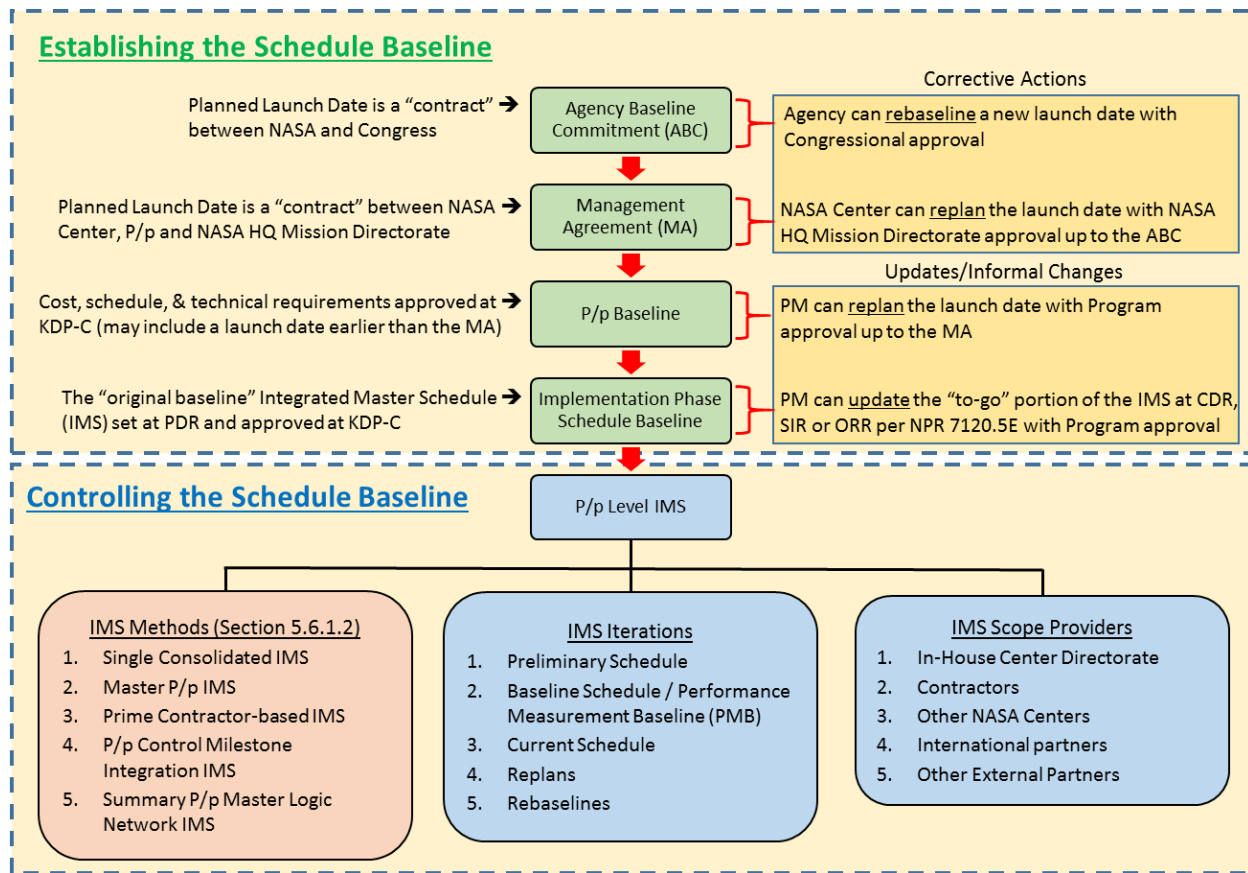 Establishing the Schedule Baseline
Corrective Actions
Planned Launch Date is a “contract” ➔
between NASA and Congress
Agency Baseline
Commitment (ABC)
Agency can rebaseline a new launch date with
Congressional approval
Planned Launch Date is a “contract” between NASA ➔
Center, P/p and NASA HQ Mission Directorate
Management
Agreement (MA)
NASA Center can replan the launch date with NASA
HQ Mission Directorate approval up to the ABC
Updates/Informal Changes
Cost, schedule, & technical requirements approved at ➔
KDP-C (may include a launch date earlier than the MA)
P/p Baseline
PM can replan the launch date with Program
approval up to the MA
The “original baseline” Integrated Master Schedule ➔
(IMS) set at PDR and approved at KDP-C
Implementation Phase
Schedule Baseline
PM can update the “to-go” portion of the IMS at CDR,
SIR or ORR per NPR 7120.5E with Program approval
Controlling the Schedule Baseline
P/p Level IMS
IMS Methods (Section 5.6.1.2)
1. Single Consolidated IMS
2. Master P/p IMS
3. Prime Contractor-based IMS
4. P/p Control Milestone
Integration IMS
5. Summary P/p Master Logic
Network IMS
IMS Iterations
1. Preliminary Schedule
2. Baseline Schedule / Performance
Measurement Baseline (PMB)
3. Current Schedule
4. Replans
5. Rebaselines
IMS Scope Providers
1. In-House Center Directorate
2. Contractors
3. Other NASA Centers
4. International partners
5. Other External Partners